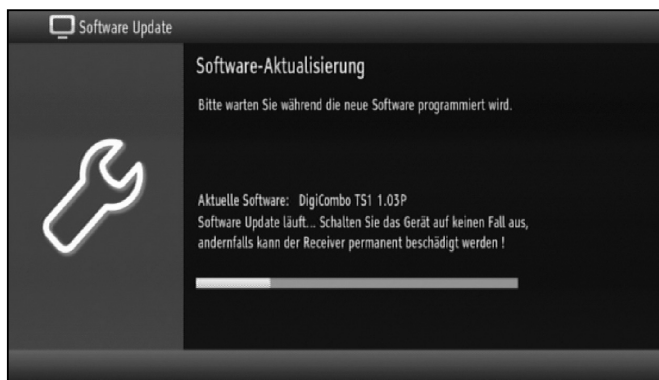 Software Update
Software-Aktualisierung
Bitte warten Sie während die neue Software programmiert wird.
Aktuelle Software: DigiCombo TS1 1.03P
Software Update läuft... Schalten Sie das Gerät auf keinen Fall aus,
andernfalls kann der Receiver permanent beschädigt werden !